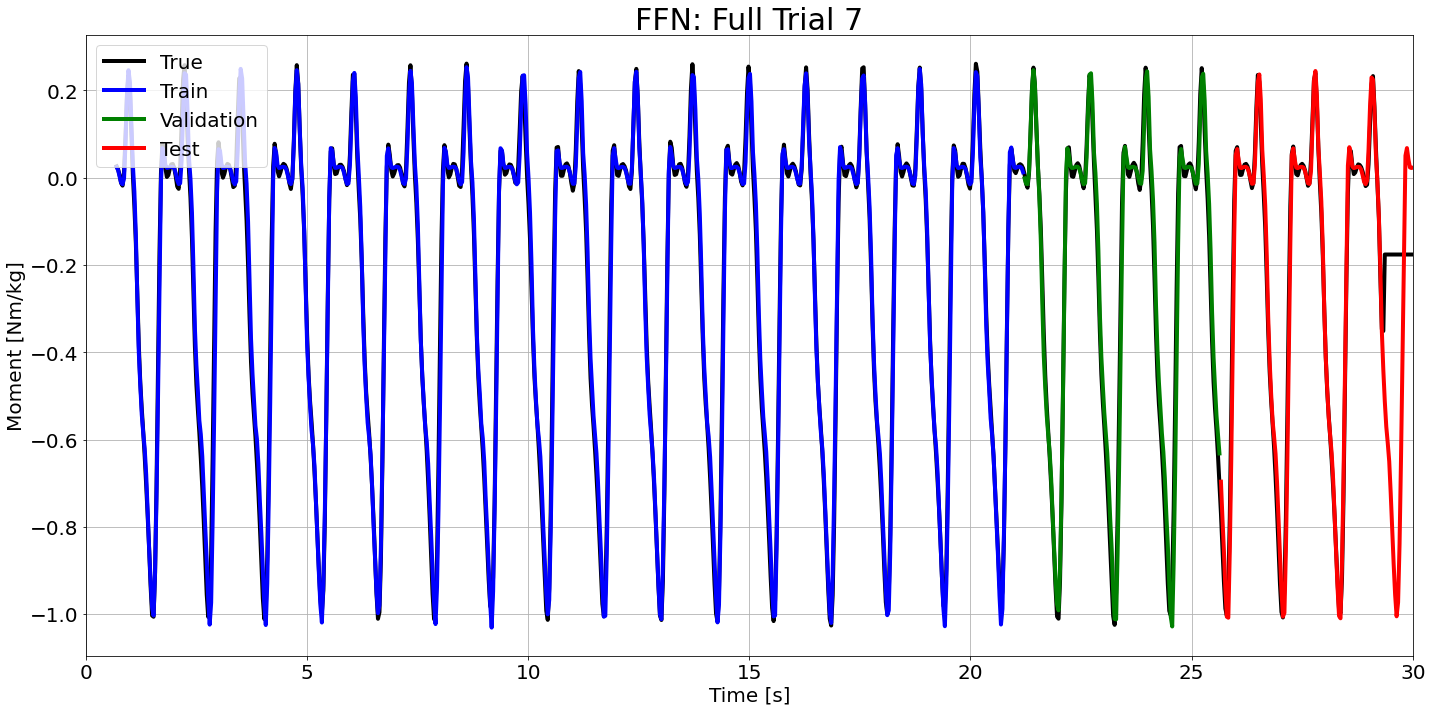 FFN: Full Trial 7
True
Train
Validation
Test
Moment [Nm/kg]
0.2
0.0
−0.2
−0.4
−0.6
−0.8
−1.0
0 5 10 15 20 25 30
Time [s]